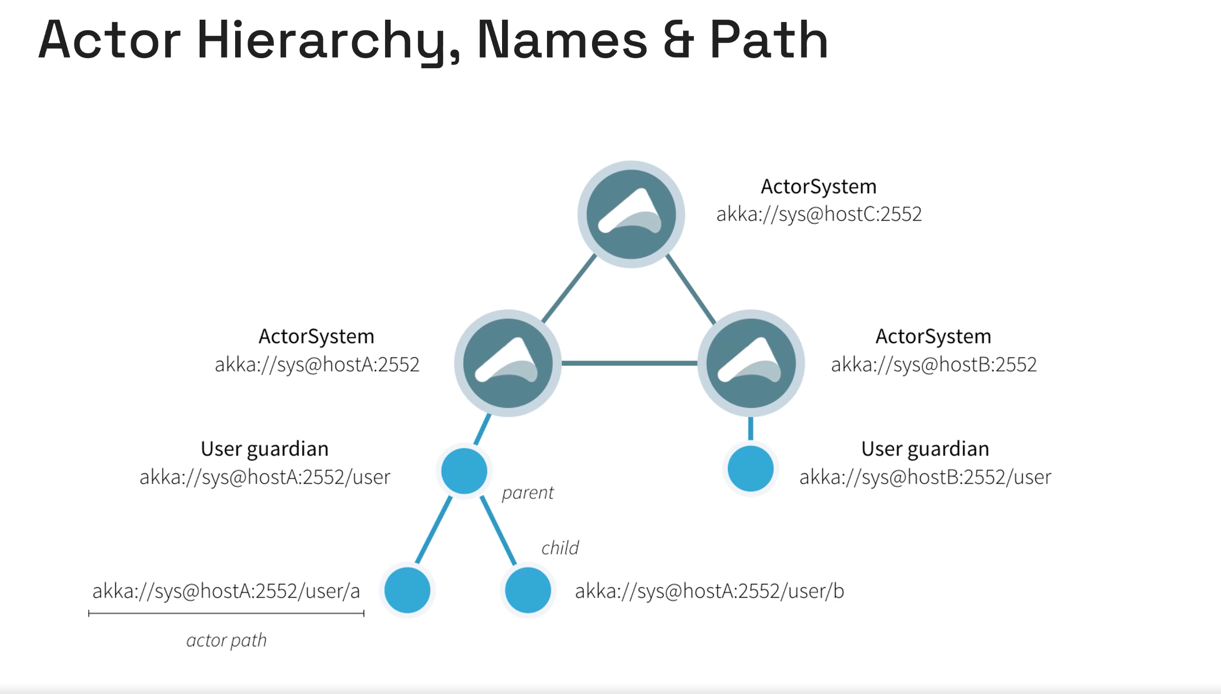 Actor Hierarchy, Names & Path
ActorSystem
akka://sys@hostC:2552
ActorSystem
akka://sys@hostA:2552
ActorSystem
akka://sys@hostB:2552
User guardian
akka://sys@hostA:2552/user
User guardian
akka://sys@hostB:2552/user
parent
child
akka://sys@hostA:2552/user/a
akka://sys@hostA:2552/user/b
actor path